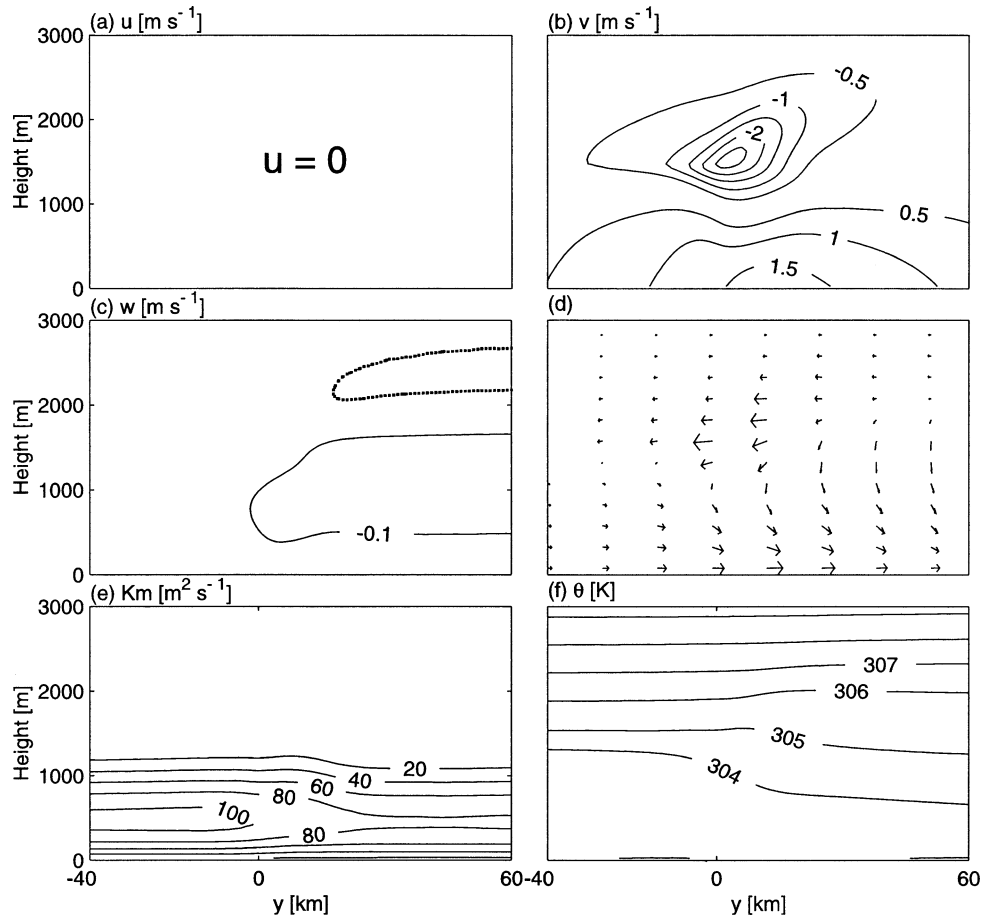 (a) u [m s⁻¹]
3000
2000
1000
0
Height [m]
u = 0
(b) v [m s⁻¹]
-0.5
-1
-2
0.5
1
1.5
(c) w [m s⁻¹]
3000
2000
1000
0
Height [m]
-0.1
(d)
(e) Km [m² s⁻¹]
3000
2000
1000
0
Height [m]
20
40
60
80
100
80
-40 0 60
y [km]
(f) θ [K]
307
306
305
304
-40 0 60
y [km]